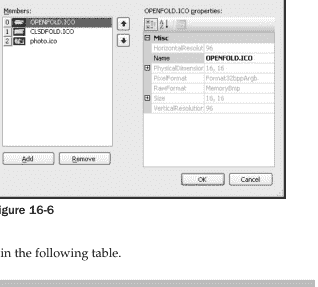 Members:
OPENFOLD.ICO properties:
0 OPENFOLD.ICO
1 CLSDFOLD.ICO
2 photo.ico
Misc
HorizontalResolut 96
Name OPENFOLD.ICO
PhysicalDimension 16, 16
PixelFormat Format32bppArgb
RawFormat MemoryBmp
Size 16, 16
VerticalResolution 96
Add Remove
OK Cancel
igure 16-6
in the following table.